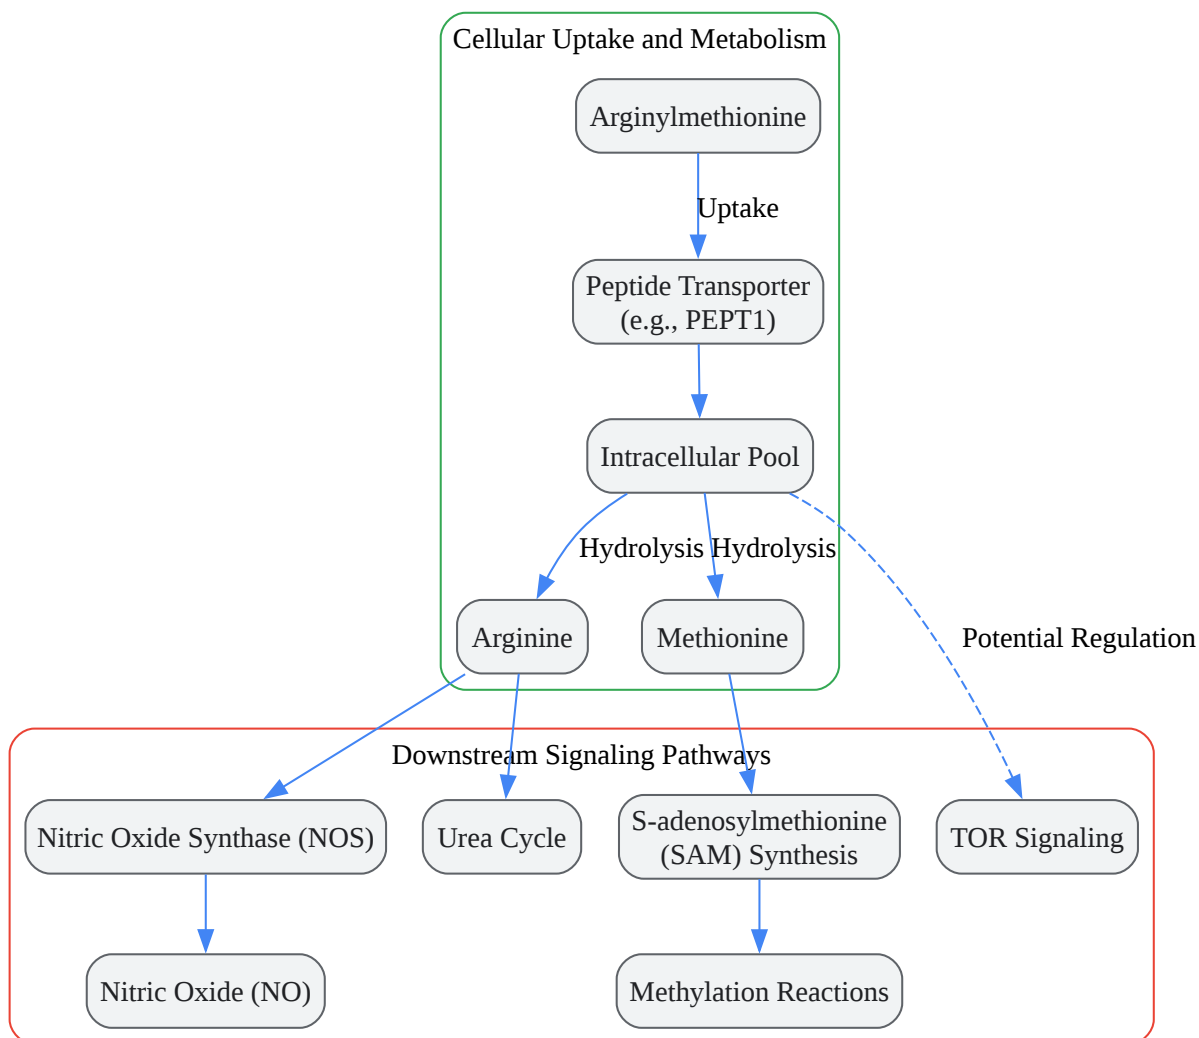 Cellular Uptake and Metabolism
Arginylmethionine
Uptake
Peptide Transporter
(e.g., PEPT1)
Intracellular Pool
Hydrolysis
Hydrolysis
Arginine
Methionine
Potential Regulation
Downstream Signaling Pathways
Nitric Oxide Synthase (NOS)
Urea Cycle
S-adenosylmethionine
(SAM) Synthesis
TOR Signaling
Nitric Oxide (NO)
Methylation Reactions